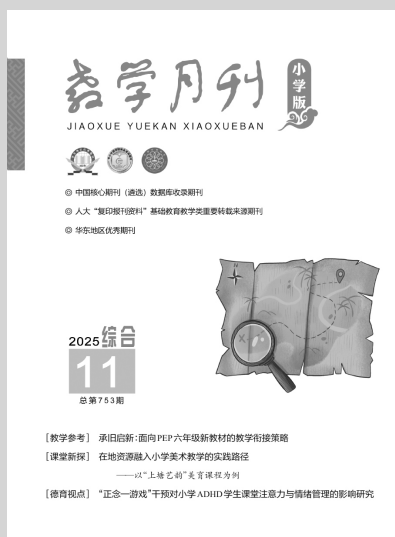 教学月刊
小学版
JIAOXUE YUEKAN XIAOXUEBAN
◎ 中国核心期刊（遴选）数据库收录期刊
◎ 人大“复印报刊资料”基础教育教学类重要转载来源期刊
◎ 华东地区优秀期刊
2025综合
11
总第753期
[教学参考] 承旧启新：面向PEP六年级新教材的教学衔接策略
[课堂新探] 在地资源融入小学美术教学的实践路径
——以“上塘艺韵”美育课程为例
[德育视点] “正念—游戏”干预对小学ADHD学生课堂注意力与情绪管理的影响研究